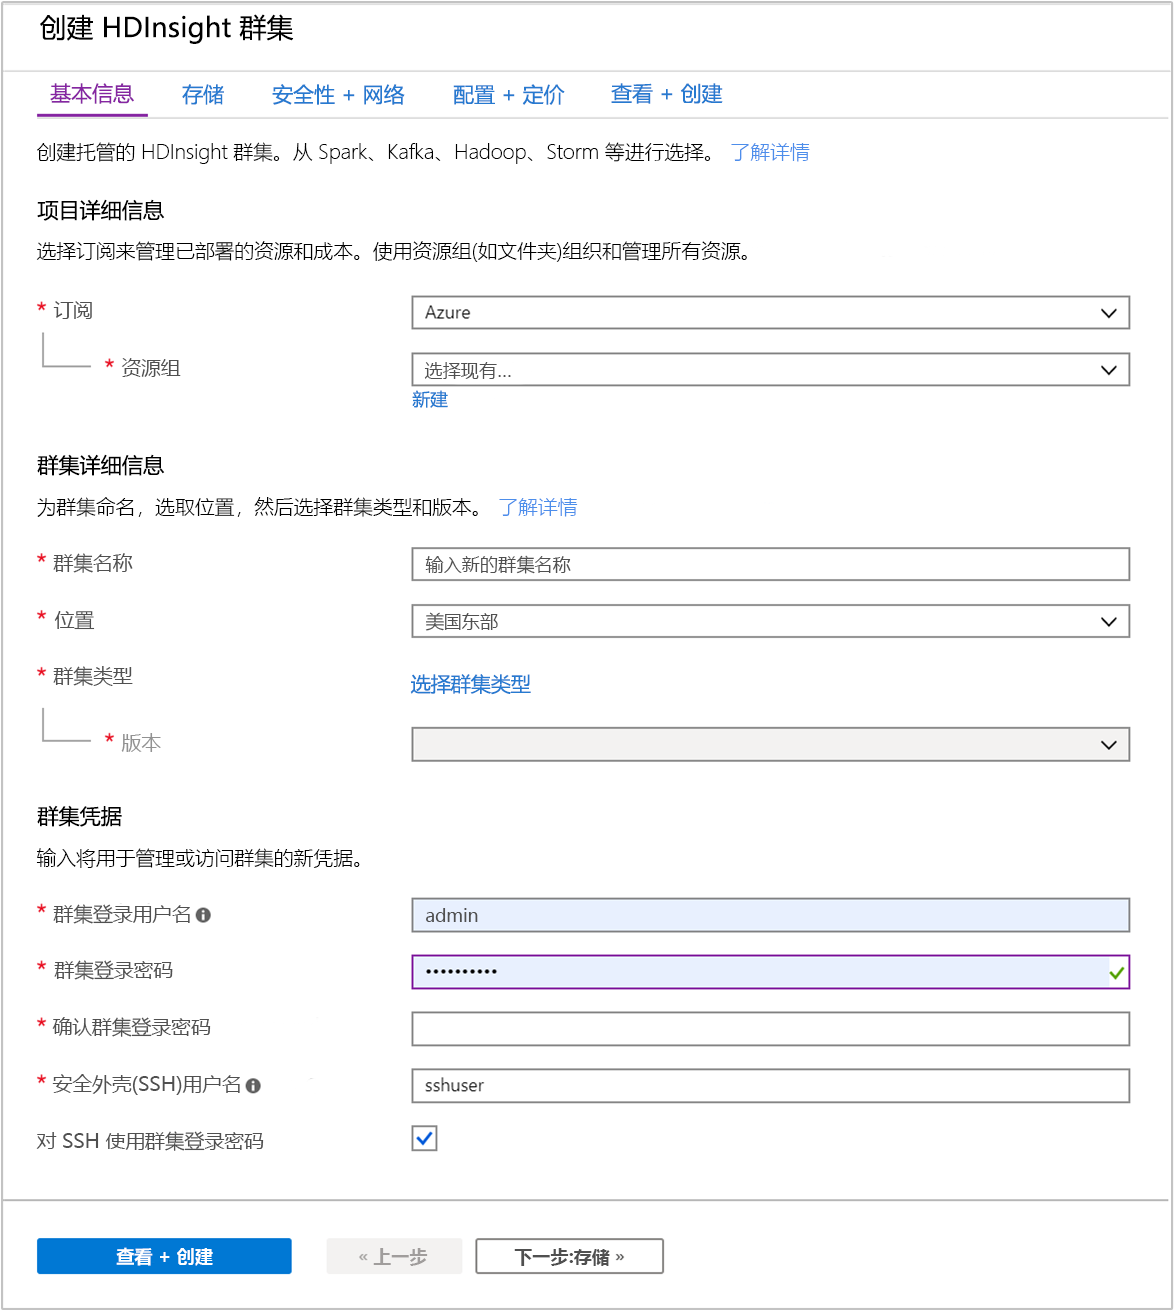 创建 HDInsight 群集
基本信息 存储 安全性 + 网络 配置 + 定价 查看 + 创建
创建托管的 HDInsight 群集。从 Spark、Kafka、Hadoop、Storm 等进行选择。 了解详情
项目详细信息
选择订阅来管理已部署的资源和成本。使用资源组(如文件夹)组织和管理所有资源。
* 订阅 Azure
* 资源组 选择现有...
新建
群集详细信息
为群集命名，选取位置，然后选择群集类型和版本。 了解详情
* 群集名称 输入新的群集名称
* 位置 美国东部
* 群集类型 选择群集类型
* 版本
群集凭据
输入将用于管理或访问群集的新凭据。
* 群集登录用户名 admin
* 群集登录密码 ••••••••••
* 确认群集登录密码
* 安全外壳(SSH)用户名 sshuser
对 SSH 使用群集登录密码
查看 + 创建 « 上一步 下一步:存储 »